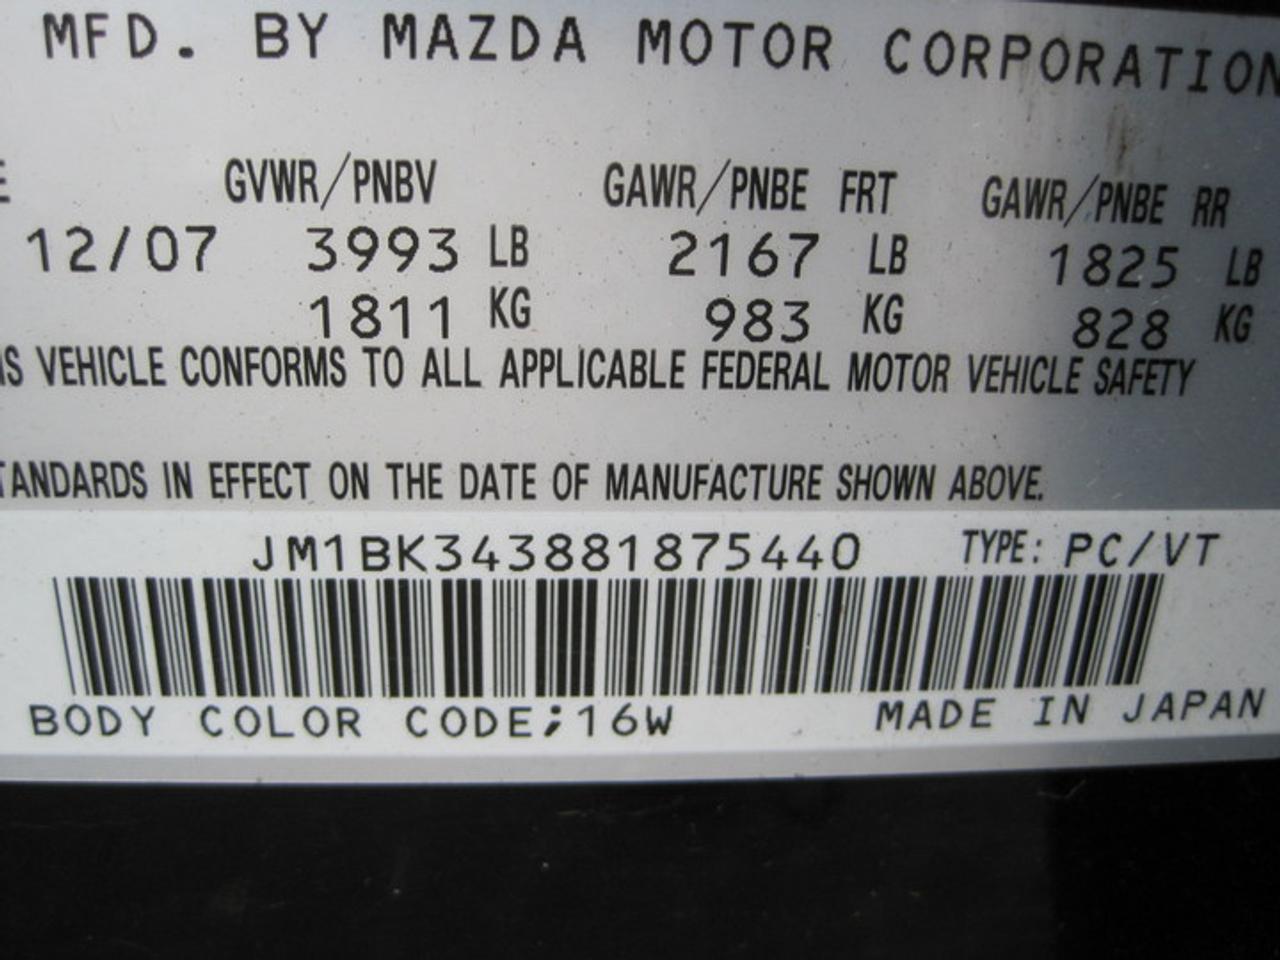 MFD. BY MAZDA MOTOR CORPORATION
E GVWR/PNBV GAWR/PNBE FRT GAWR/PNBE RR
12/07 3993 LB 2167 LB 1825 LB
1811 KG 983 KG 828 KG
IS VEHICLE CONFORMS TO ALL APPLICABLE FEDERAL MOTOR VEHICLE SAFETY
TANDARDS IN EFFECT ON THE DATE OF MANUFACTURE SHOWN ABOVE.
JM1BK343881875440 TYPE: PC/VT
BODY COLOR CODE;16W MADE IN JAPAN